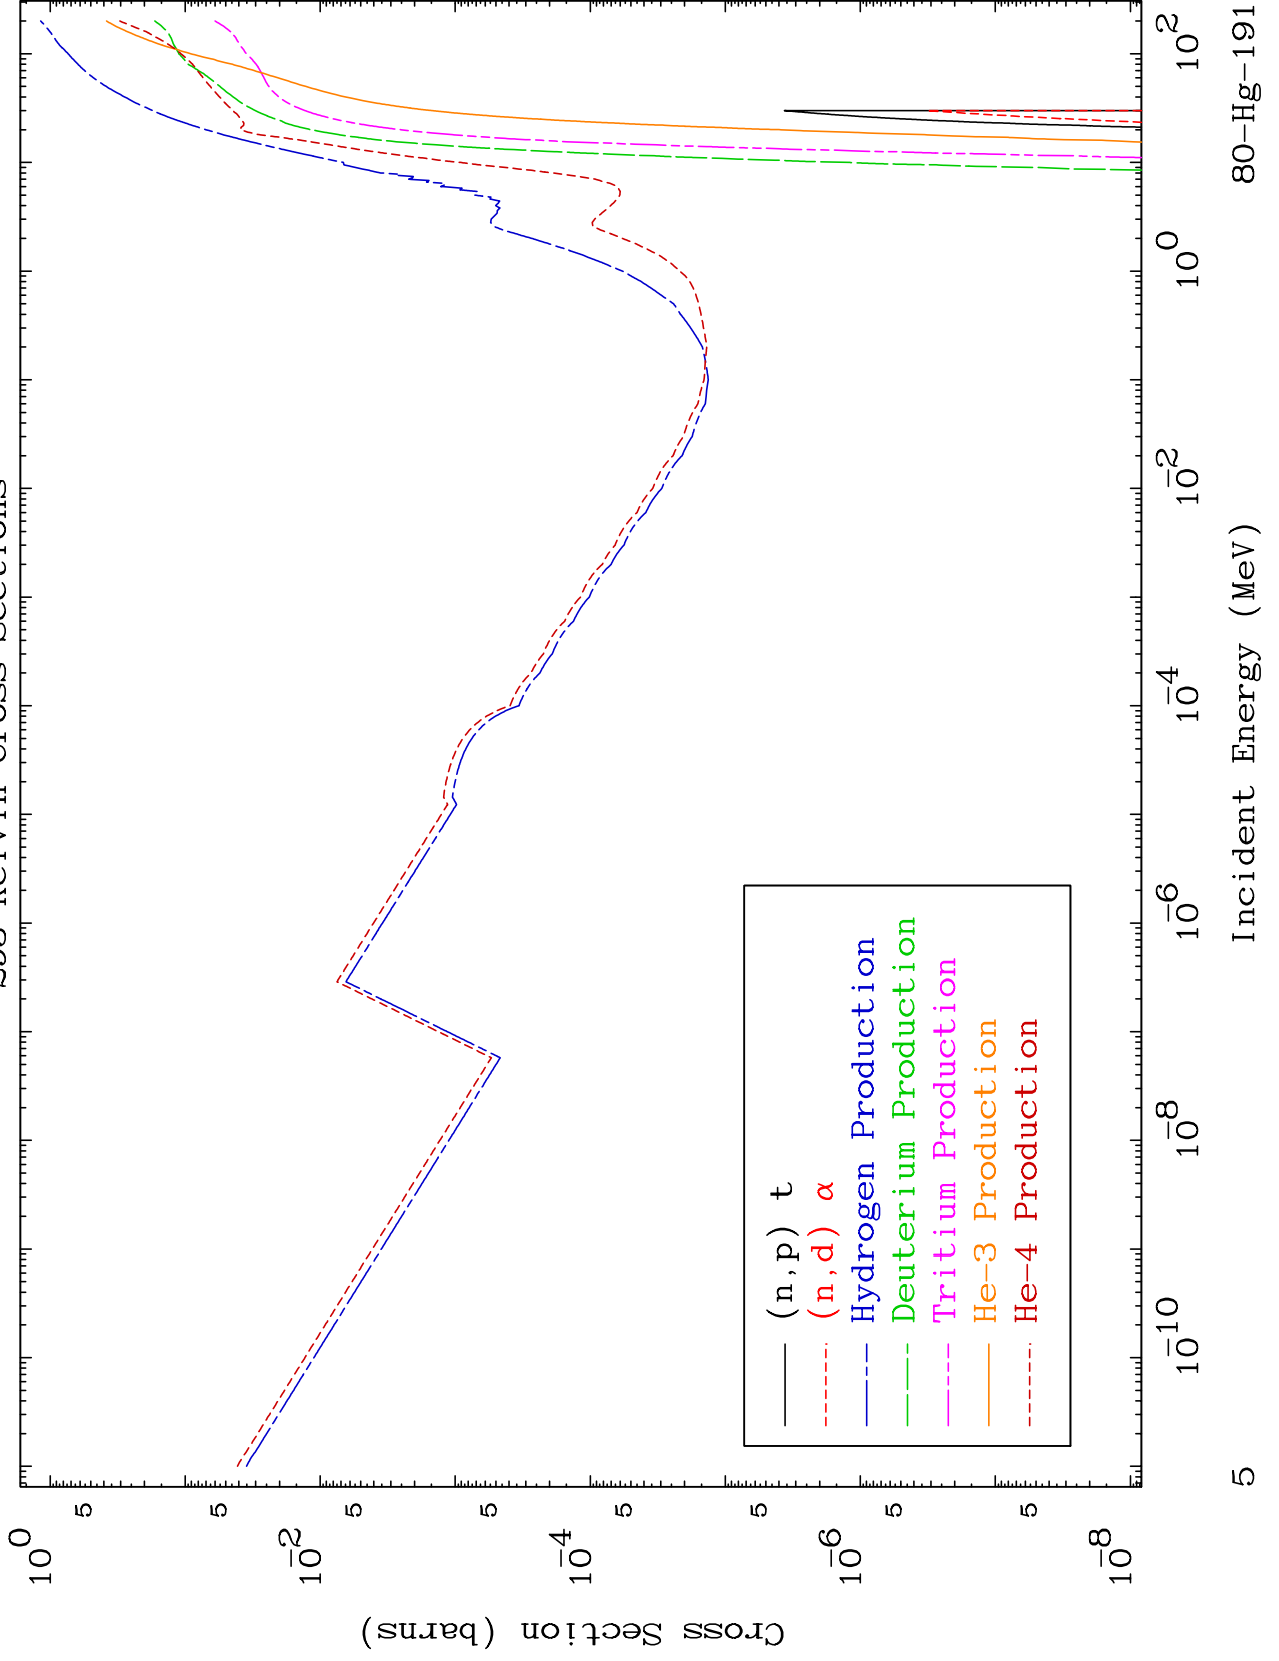 10^0
5
10^-2
5
5
10^-4
5
5
10^-6
5
5
10^-8
Cross Section (barns)
(n,p) t
(n,d) α
Hydrogen Production
Deuterium Production
Tritium Production
He-3 Production
He-4 Production
10^-10
10^-8
10^-6
10^-4
10^-2
10^0
10^2
5
Incident Energy (MeV)
80-Hg-191